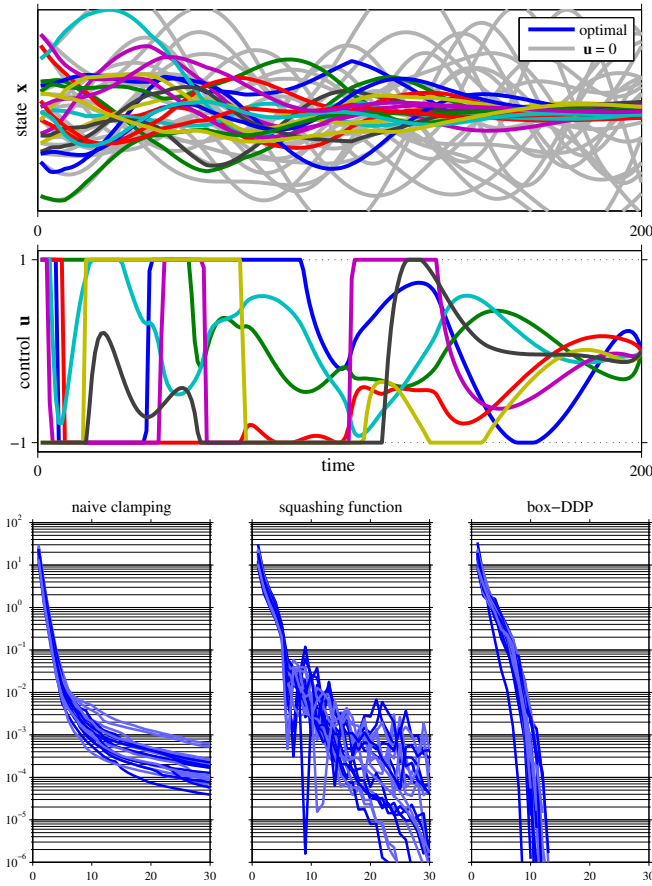 optimal
u = 0
state x
0
200
1
control u
−1
0
time
200
naive clamping
squashing function
box−DDP
10²
10¹
10⁰
10⁻¹
10⁻²
10⁻³
10⁻⁴
10⁻⁵
10⁻⁶
0 10 20 30
0 10 20 30
0 10 20 30